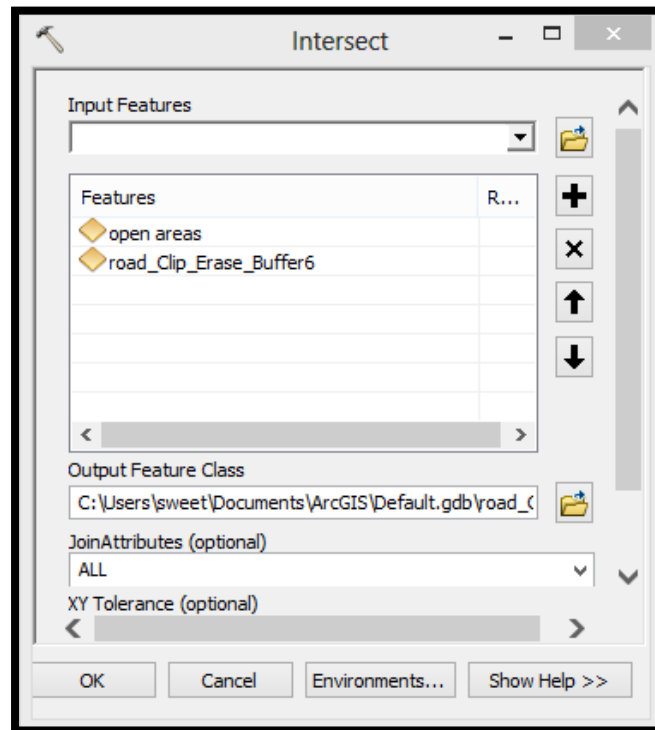 Intersect
Input Features
Features R...
open areas
road_Clip_Erase_Buffer6
Output Feature Class
C:\Users\sweet\Documents\ArcGIS\Default.gdb\road_C
JoinAttributes (optional)
ALL
XY Tolerance (optional)
OK Cancel Environments... Show Help >>